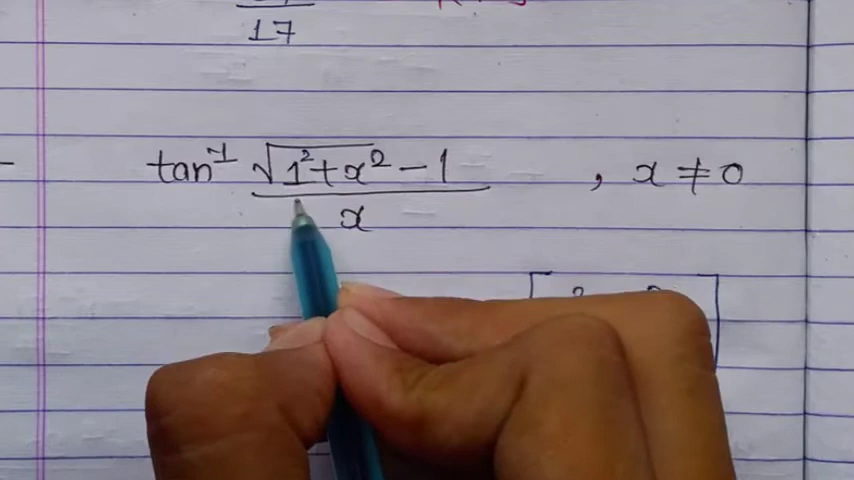 17
tan⁻¹ √1²+x² - 1 , x ≠ 0
x